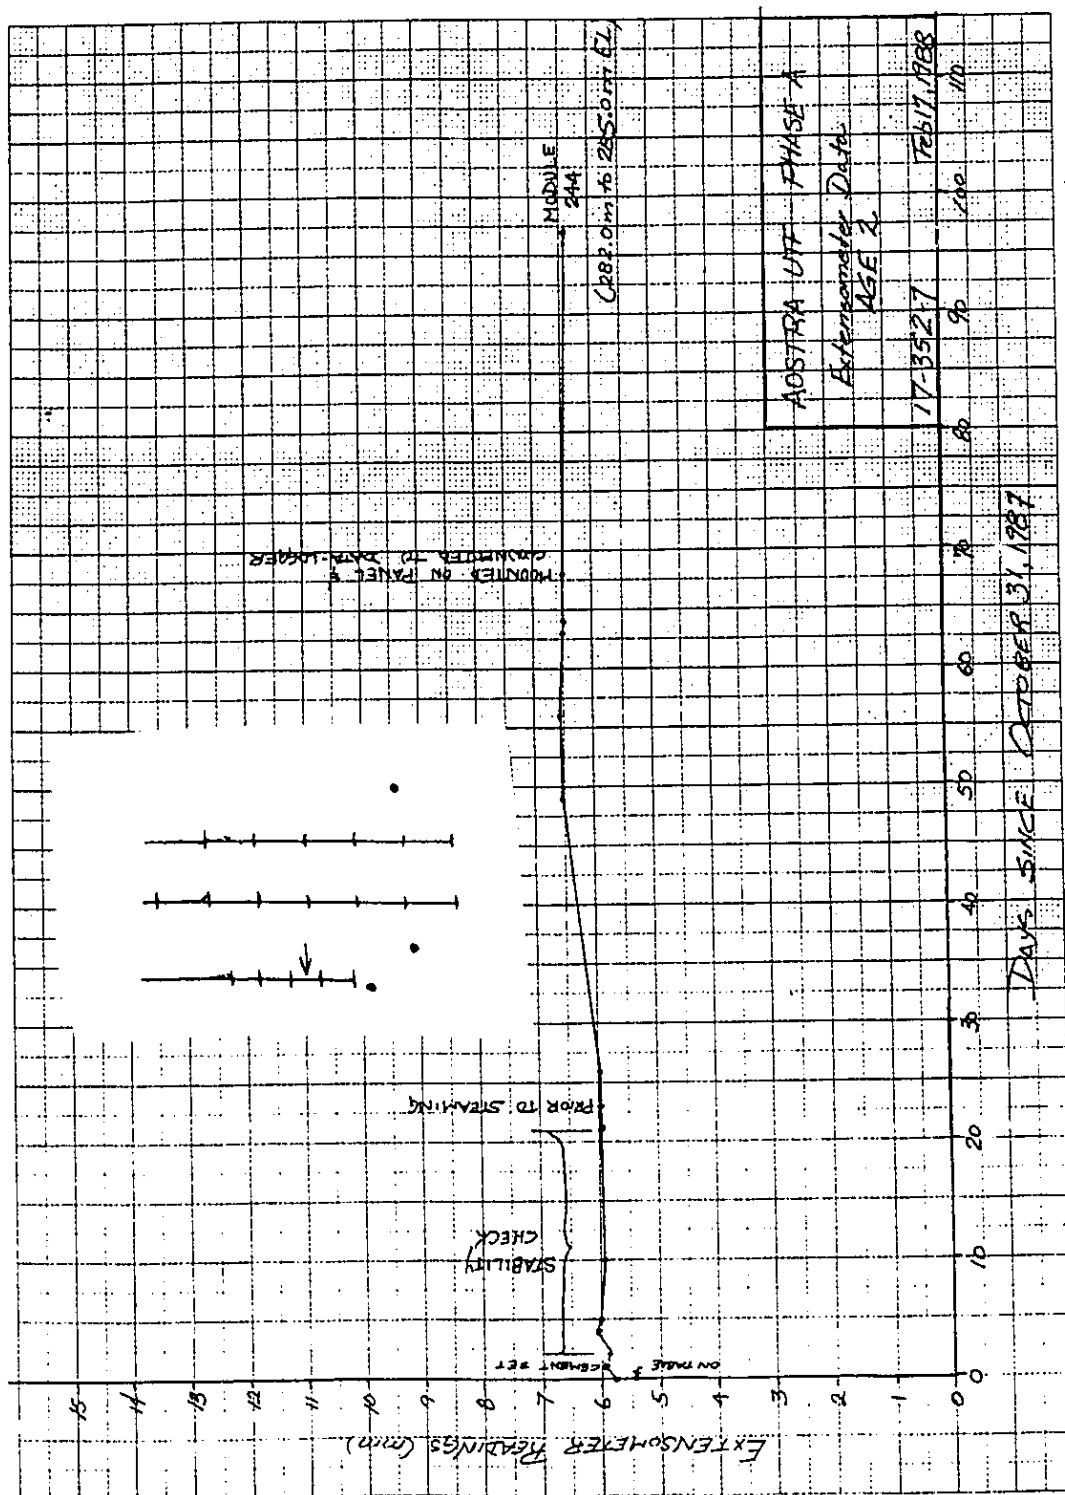 EXTENSOMETER READINGS (mm)
15
14
13
12
11
10
9
8
7
6
5
4
3
2
1
0
ON TABLE
CEMENT SET
STABILITY
CHECK
PRIOR TO STEAMING
MOUNTED ON PANEL &
CONNECTED TO DATA-LOGGER
MODULE
244
(282.0m to 285.0m EL)
AOSTRA UTF PHASE A
Extensometer Data
AGE 2
17-352-7 Feb 17, 1988
0 10 20 30 40 50 60 70 80 90 100 110
DAYS SINCE OCTOBER 31, 1987